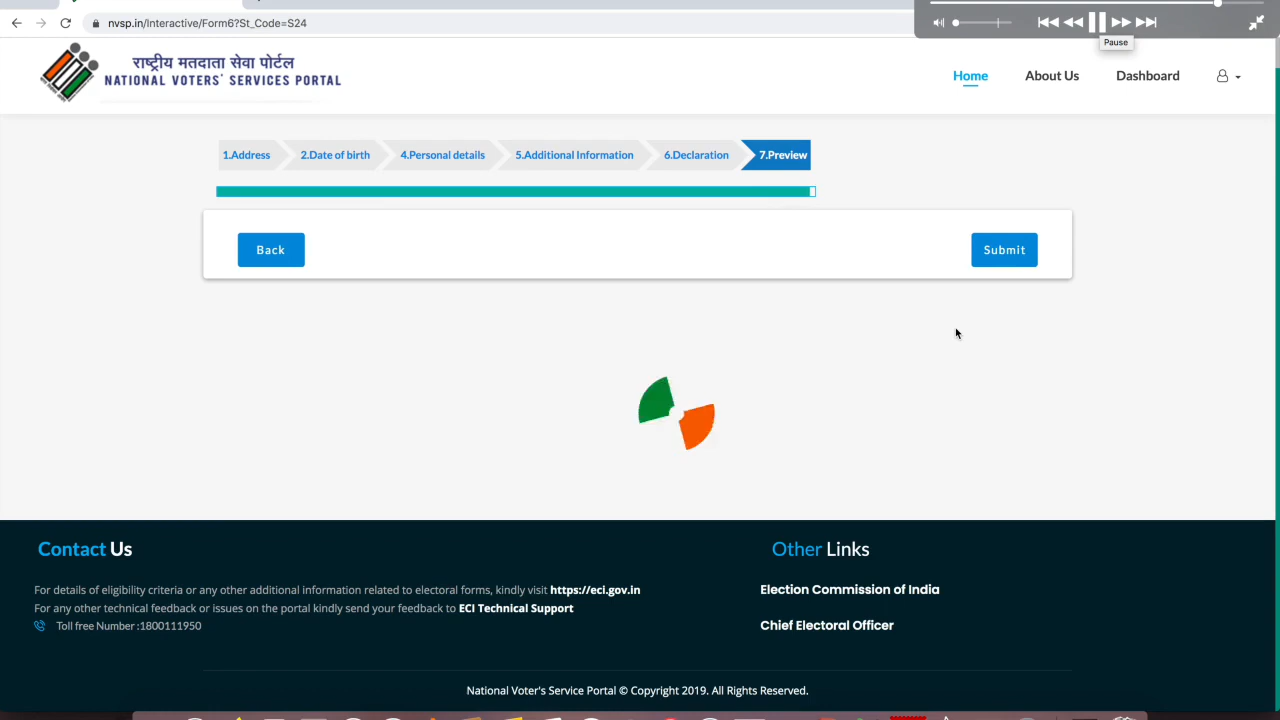 nvsp.in/Interactive/Form6?St_Code=S24
Pause
राष्ट्रीय मतदाता सेवा पोर्टल
NATIONAL VOTERS' SERVICES PORTAL
Home
About Us
Dashboard
1.Address
2.Date of birth
4.Personal details
5.Additional Information
6.Declaration
7.Preview
Back
Submit
Contact Us
For details of eligibility criteria or any other additional information related to electoral forms, kindly visit https://eci.gov.in
For any other technical feedback or issues on the portal kindly send your feedback to ECI Technical Support
Toll free Number :1800111950
Other Links
Election Commission of India
Chief Electoral Officer
National Voter's Service Portal © Copyright 2019. All Rights Reserved.